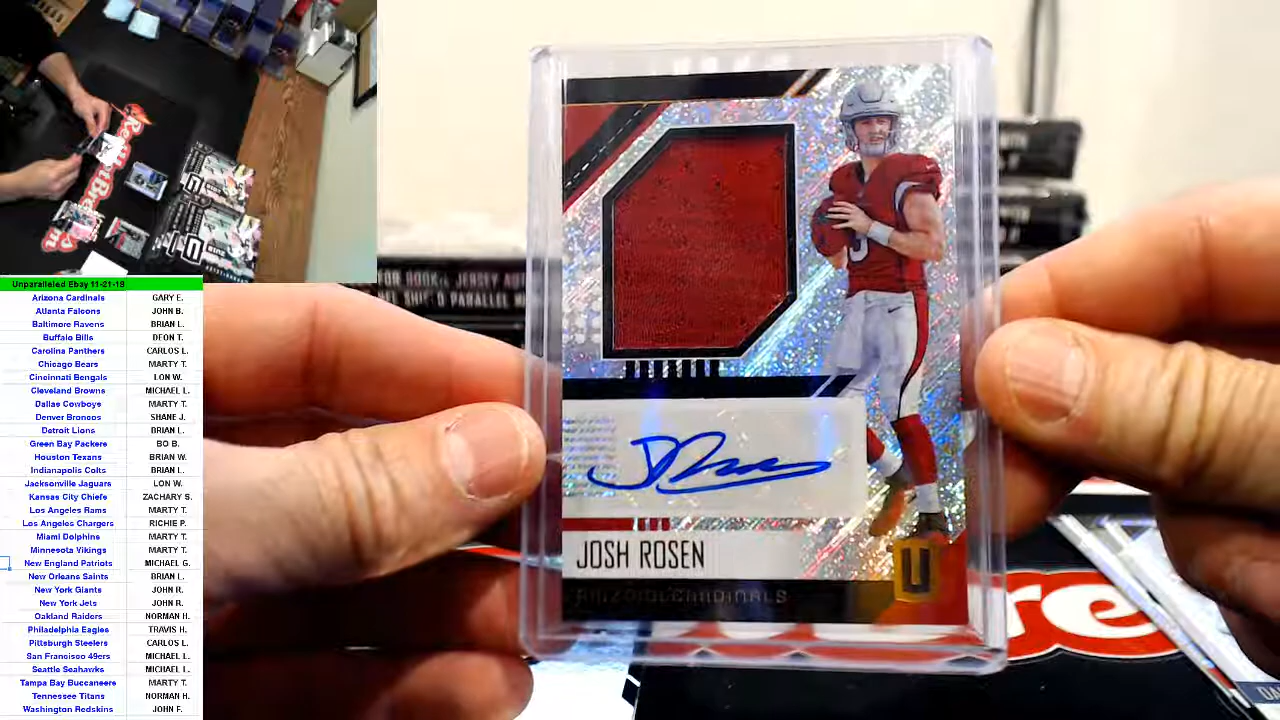 Unparalleled Ebay 11-21-18
Arizona Cardinals GARY E.
Atlanta Falcons JOHN B.
Baltimore Ravens BRIAN L.
Buffalo Bills DEON T.
Carolina Panthers CARLOS L.
Chicago Bears MARTY T.
Cincinnati Bengals LON W.
Cleveland Browns MICHAEL L.
Dallas Cowboys MARTY T.
Denver Broncos SHANE J.
Detroit Lions BRIAN L.
Green Bay Packers BO B.
Houston Texans BRIAN W.
Indianapolis Colts BRIAN L.
Jacksonville Jaguars LON W.
Kansas City Chiefs ZACHARY S.
Los Angeles Rams MARTY T.
Los Angeles Chargers RICHIE P.
Miami Dolphins MARTY T.
Minnesota Vikings MARTY T.
New England Patriots MICHAEL G.
New Orleans Saints BRIAN L.
New York Giants JOHN R.
New York Jets JOHN R.
Oakland Raiders NORMAN H.
Philadelphia Eagles TRAVIS H.
Pittsburgh Steelers CARLOS L.
San Francisco 49ers MICHAEL L.
Seattle Seahawks MICHAEL L.
Tampa Bay Buccaneers MARTY T.
Tennessee Titans NORMAN H.
Washington Redskins JOHN F.
JOSH ROSEN
ARIZONA CARDINALS
U
re